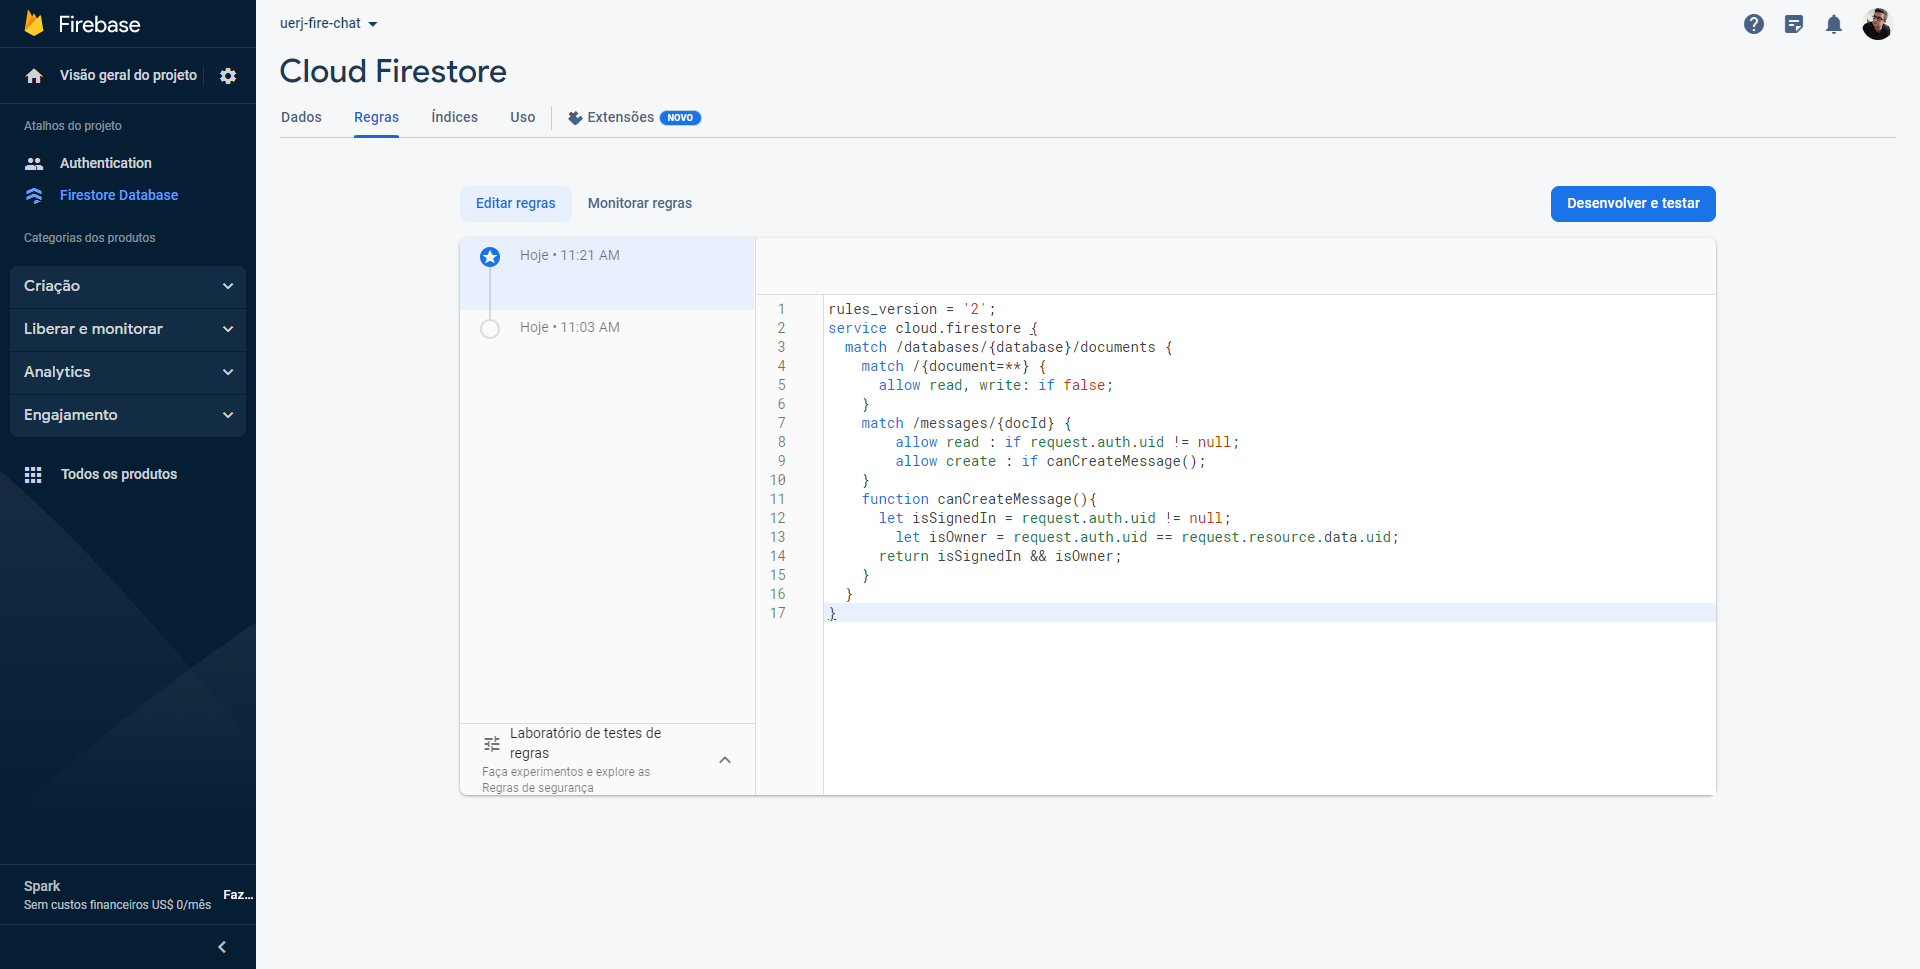 Firebase
uerj-fire-chat
Visão geral do projeto
Cloud Firestore
Dados Regras Índices Uso Extensões NOVO
Atalhos do projeto
Authentication
Firestore Database
Categorias dos produtos
Criação
Liberar e monitorar
Analytics
Engajamento
Todos os produtos
Spark
Sem custos financeiros US$ 0/mês
Faz...
Editar regras Monitorar regras
Desenvolver e testar
Hoje • 11:21 AM
Hoje • 11:03 AM
Laboratório de testes de
regras
Faça experimentos e explore as
Regras de segurança
1 rules_version = '2';
2 service cloud.firestore {
3   match /databases/{database}/documents {
4     match /{document=**} {
5       allow read, write: if false;
6     }
7     match /messages/{docId} {
8         allow read : if request.auth.uid != null;
9         allow create : if canCreateMessage();
10     }
11     function canCreateMessage(){
12       let isSignedIn = request.auth.uid != null;
13         let isOwner = request.auth.uid == request.resource.data.uid;
14       return isSignedIn && isOwner;
15     }
16   }
17 }